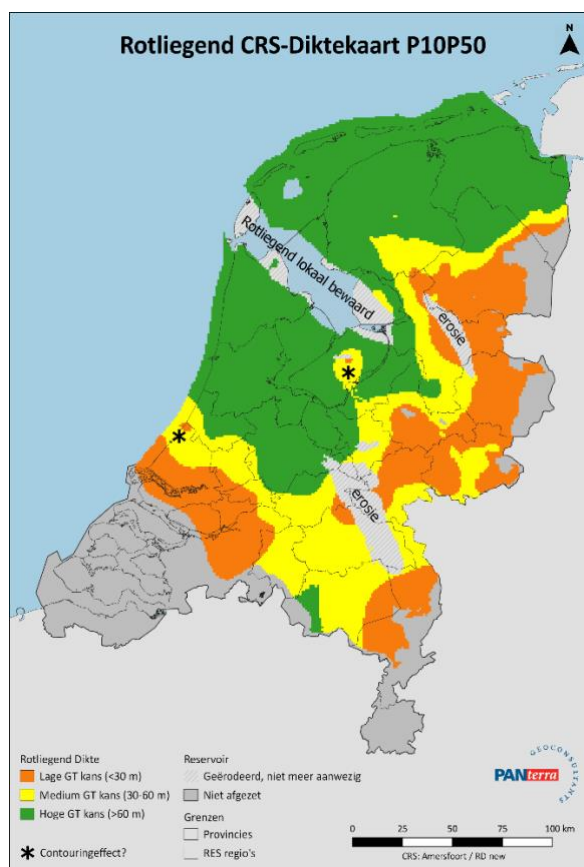 Rotliegend CRS-Diktekaart P10P50
N
Rotliegend lokaal bewaard
erosie
erosie
Rotliegend Dikte
Lage GT kans (<30 m)
Medium GT kans (30-60 m)
Hoge GT kans (>60 m)
Contouringeffect?
Reservoir
Geërodeerd, niet meer aanwezig
Niet afgezet
Grenzen
Provincies
RES regio's
PANterra
GEOCONSULTANTS
0 25 50 75 100 km
CRS: Amersfoort / RD new